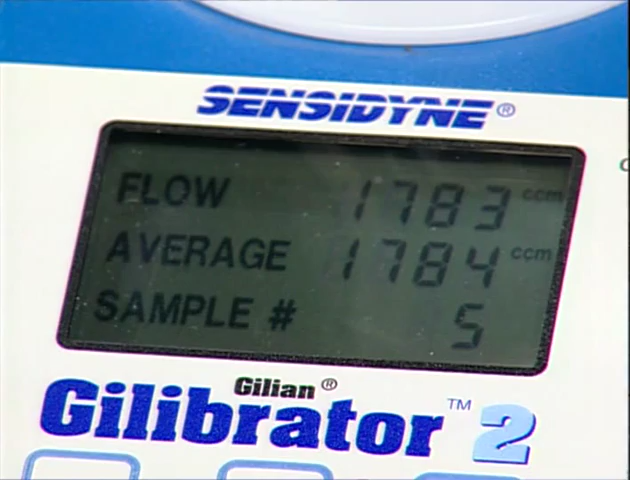 SENSIDYNE®
FLOW 1783 ccm
AVERAGE 1784 ccm
SAMPLE # 5
Gilian®
Gilibrator™ 2